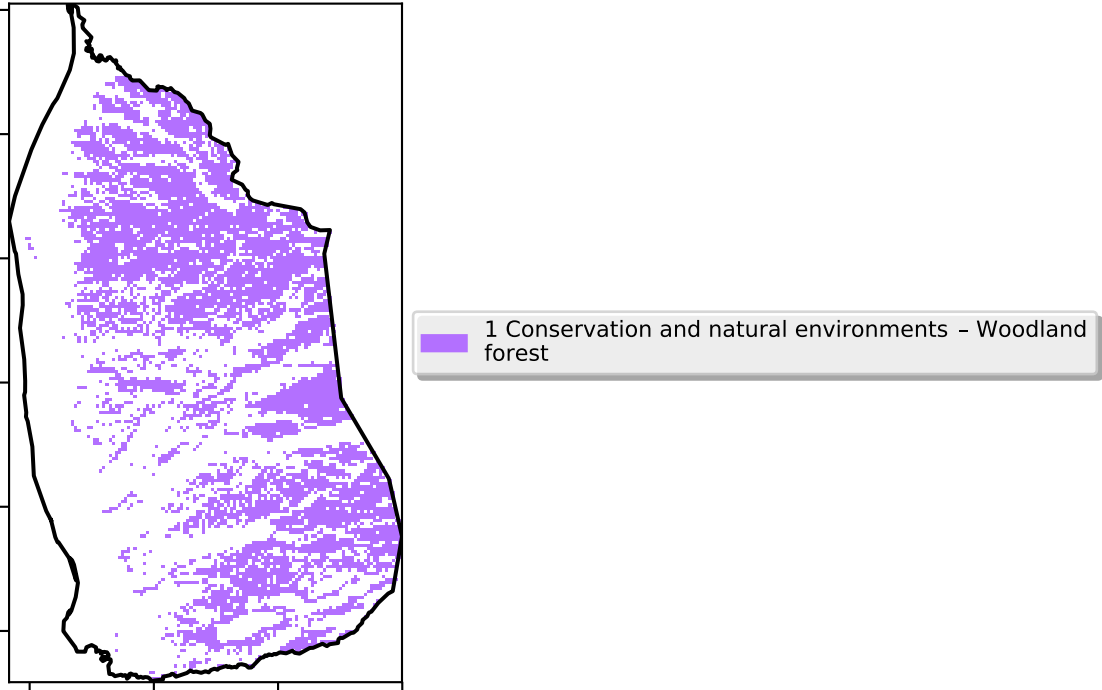 1 Conservation and natural environments – Woodland
forest